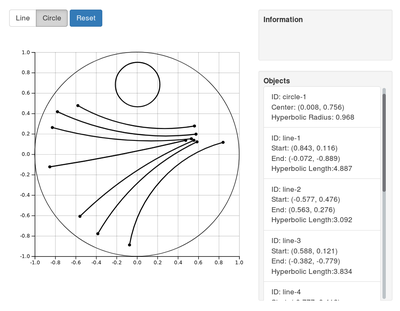 Line Circle Reset
Information
Objects
ID: circle-1
Center: (0.008, 0.756)
Hyperbolic Radius: 0.968
ID: line-1
Start: (0.843, 0.116)
End: (-0.072, -0.889)
Hyperbolic Length:4.887
ID: line-2
Start: (-0.577, 0.476)
End: (0.563, 0.276)
Hyperbolic Length:3.092
ID: line-3
Start: (0.588, 0.121)
End: (-0.382, -0.779)
Hyperbolic Length:3.834
ID: line-4
1.0
0.8
0.6
0.4
0.2
0.0
-0.2
-0.4
-0.6
-0.8
-1.0
-1.0 -0.8 -0.6 -0.4 -0.2 0.0 0.2 0.4 0.6 0.8 1.0